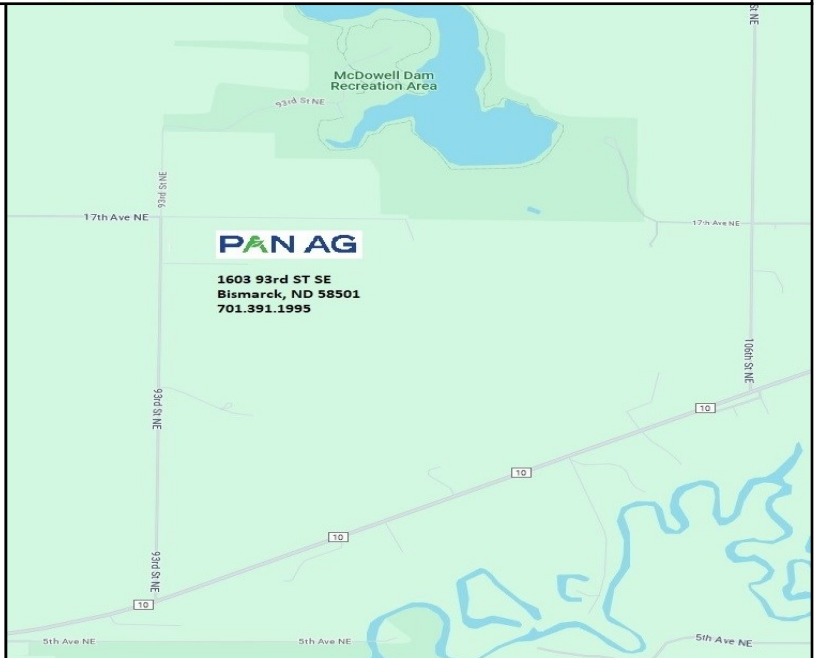 St NE
McDowell Dam
Recreation Area
93rd St NE
93rd St NE
17th Ave NE
17th Ave NE
PAN AG
1603 93rd ST SE
Bismarck, ND 58501
701.391.1995
106th St NE
93rd St NE
10
10
10
93rd St NE
10
5th Ave NE
5th Ave NE
5th Ave NE